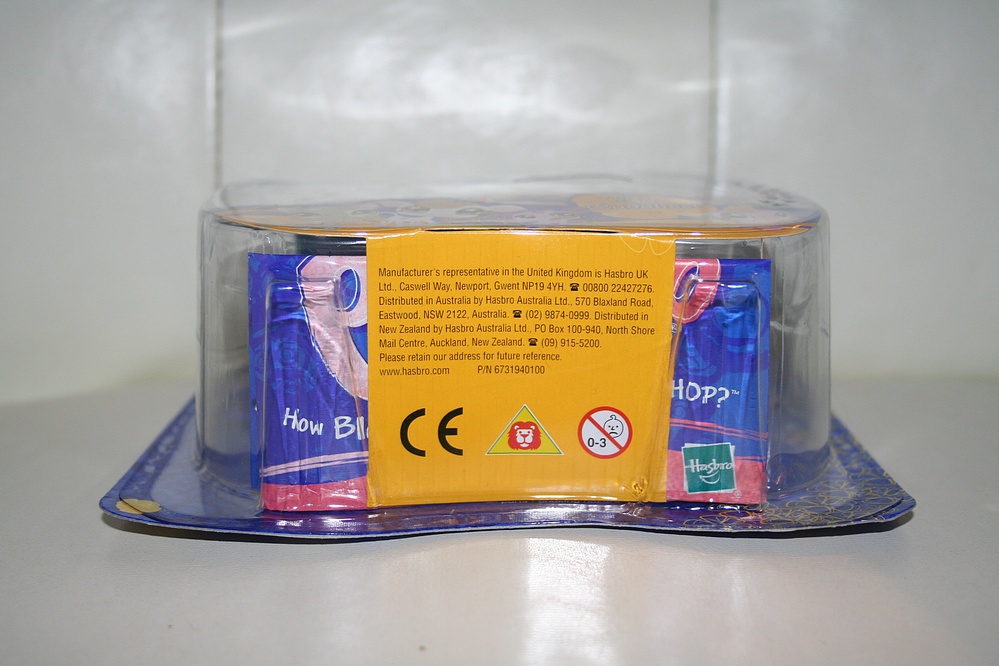 Manufacturer's representative in the United Kingdom is Hasbro UK
Ltd., Caswell Way, Newport, Gwent NP19 4YH. ☎ 00800 22427276.
Distributed in Australia by Hasbro Australia Ltd., 570 Blaxland Road,
Eastwood, NSW 2122, Australia. ☎ (02) 9874-0999. Distributed in
New Zealand by Hasbro Australia Ltd., PO Box 100-940, North Shore
Mail Centre, Auckland, New Zealand. ☎ (09) 915-5200.
Please retain our address for future reference.
www.hasbro.com P/N 6731940100
CE
0-3
How
HOP?™
Hasbro